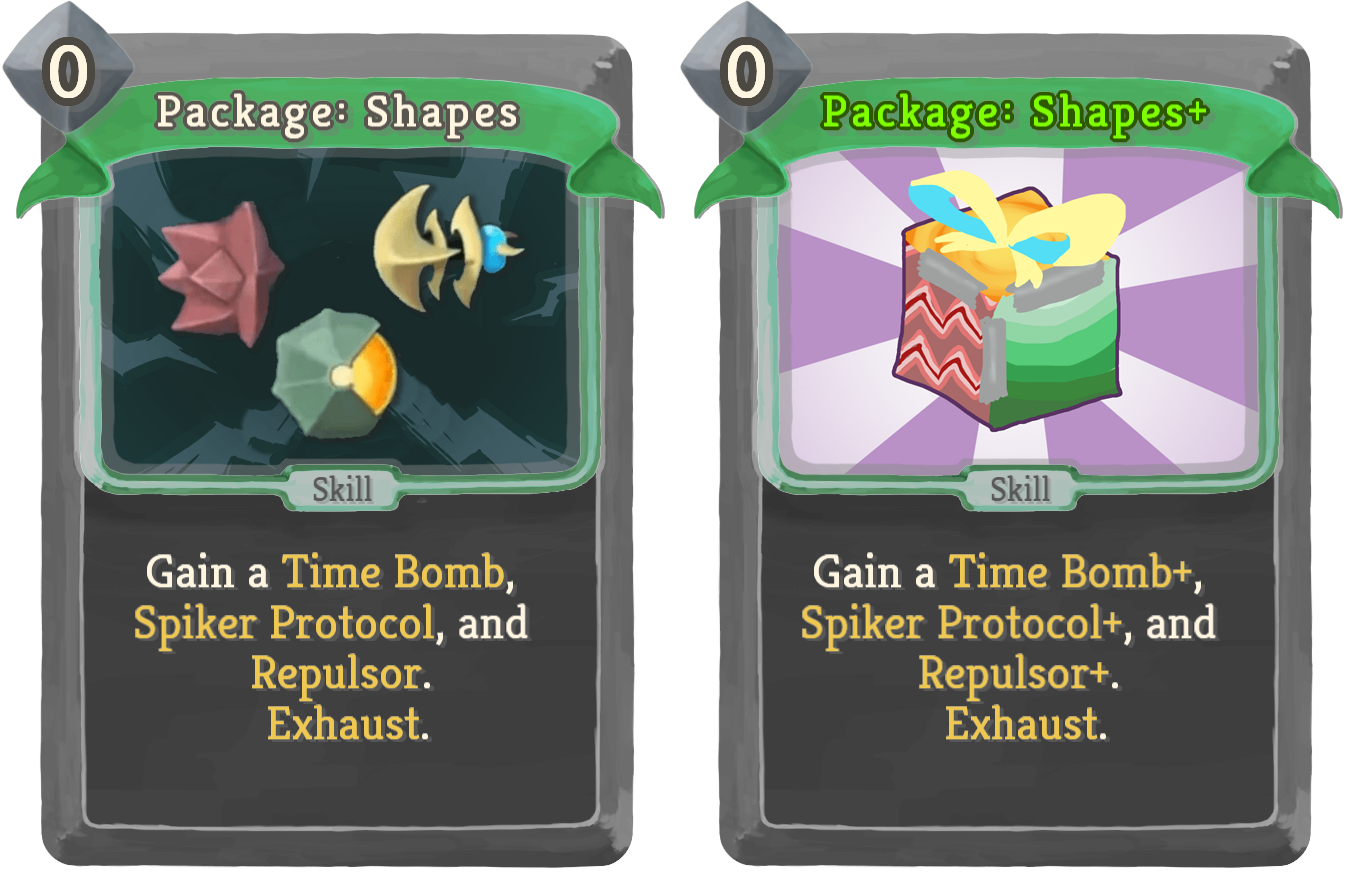 0
Package: Shapes
Skill
Gain a Time Bomb,
Spiker Protocol, and
Repulsor.
Exhaust.
0
Package: Shapes+
Skill
Gain a Time Bomb+,
Spiker Protocol+, and
Repulsor+.
Exhaust.